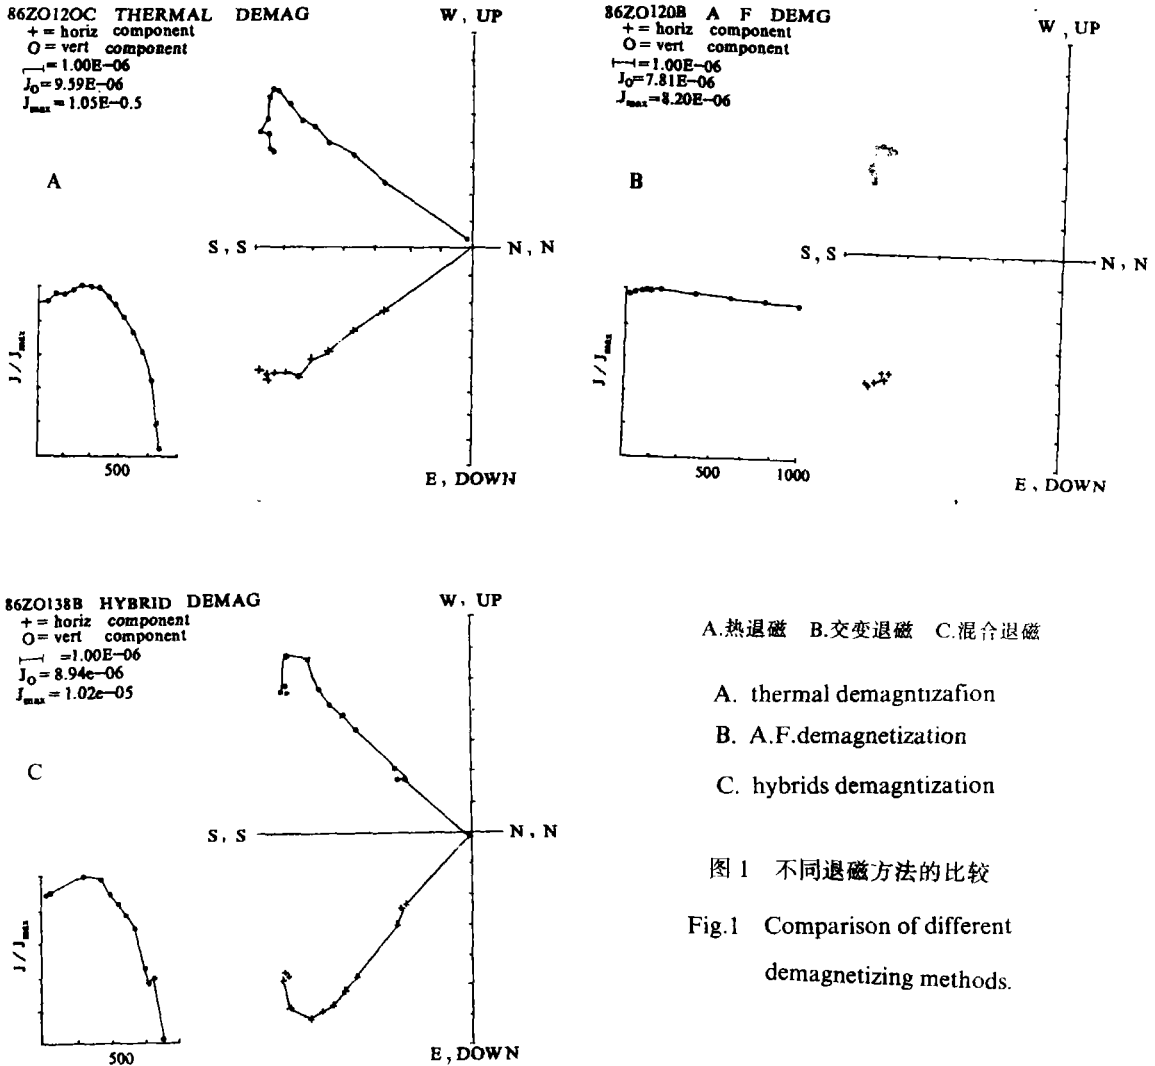 86ZO12OC THERMAL DEMAG
+ = horiz component
O = vert component
= 1.00E−06
JO=9.59E−06
Jmax = 1.05E−0.5
W, UP
A
S, S
N, N
J / Jmax
500
E, DOWN
86ZO120B A F DEMG
+ = horiz component
O = vert component
=1.00E−06
JO=7.81E−06
Jmax=8.20E−06
W, UP
B
S, S
N, N
J / Jmax
500
1000
E, DOWN
86ZO138B HYBRID DEMAG
+ = horiz component
O = vert component
=1.00E−06
JO = 8.94e−06
Jmax = 1.02e−05
W, UP
C
S, S
N, N
J / Jmax
500
E, DOWN
A.热退磁 B.交变退磁 C.混合退磁
A. thermal demagntızafion
B. A.F.demagnetization
C. hybrids demagntization
图 1 不同退磁方法的比较
Fig.1 Comparison of different
demagnetizing methods.